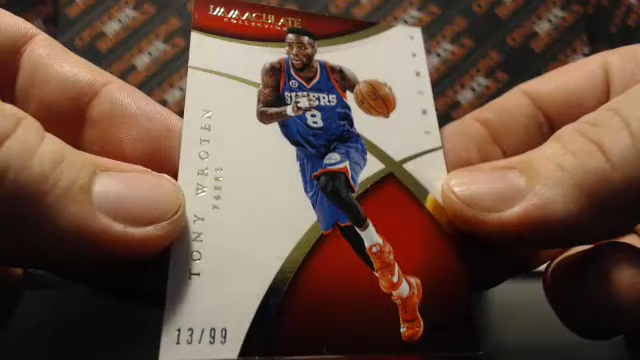 IMMACULATE
COLLECTION
SIXERS
8
TONY WROTEN
76ERS
13/99